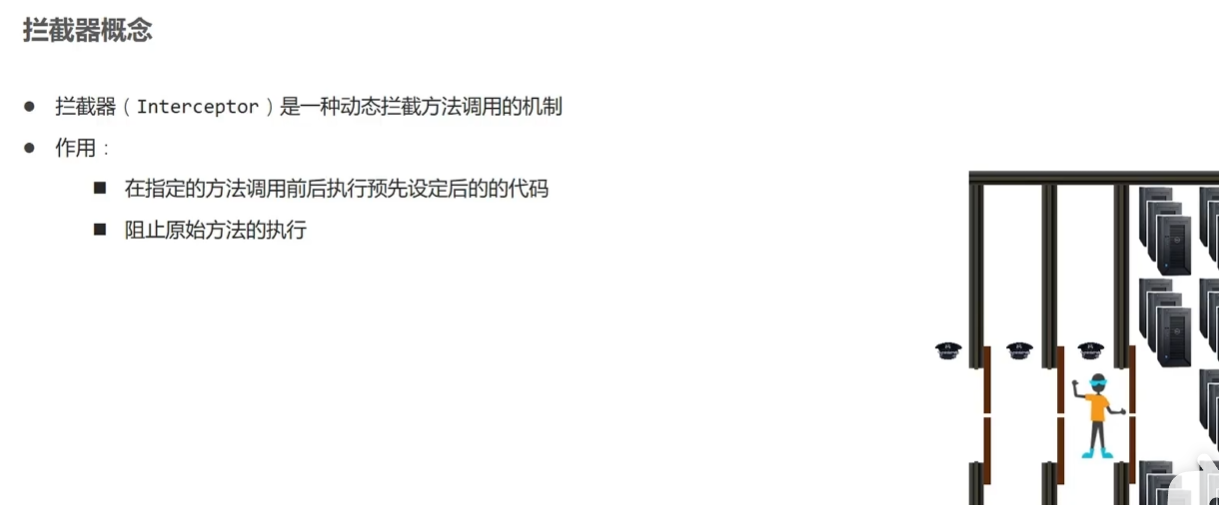 拦截器概念
● 拦截器（Interceptor）是一种动态拦截方法调用的机制
● 作用：
■ 在指定的方法调用前后执行预先设定后的的代码
■ 阻止原始方法的执行